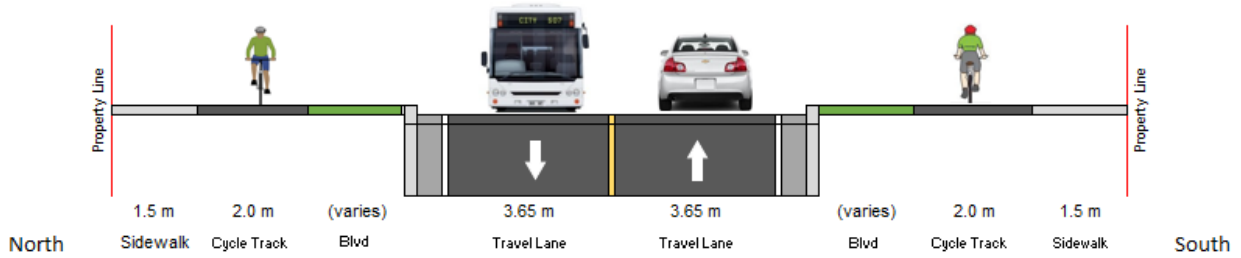 CITY 507
Property Line
Property Line
1.5 m 2.0 m (varies) 3.65 m 3.65 m (varies) 2.0 m 1.5 m
North Sidewalk Cycle Track Blvd Travel Lane Travel Lane Blvd Cycle Track Sidewalk South